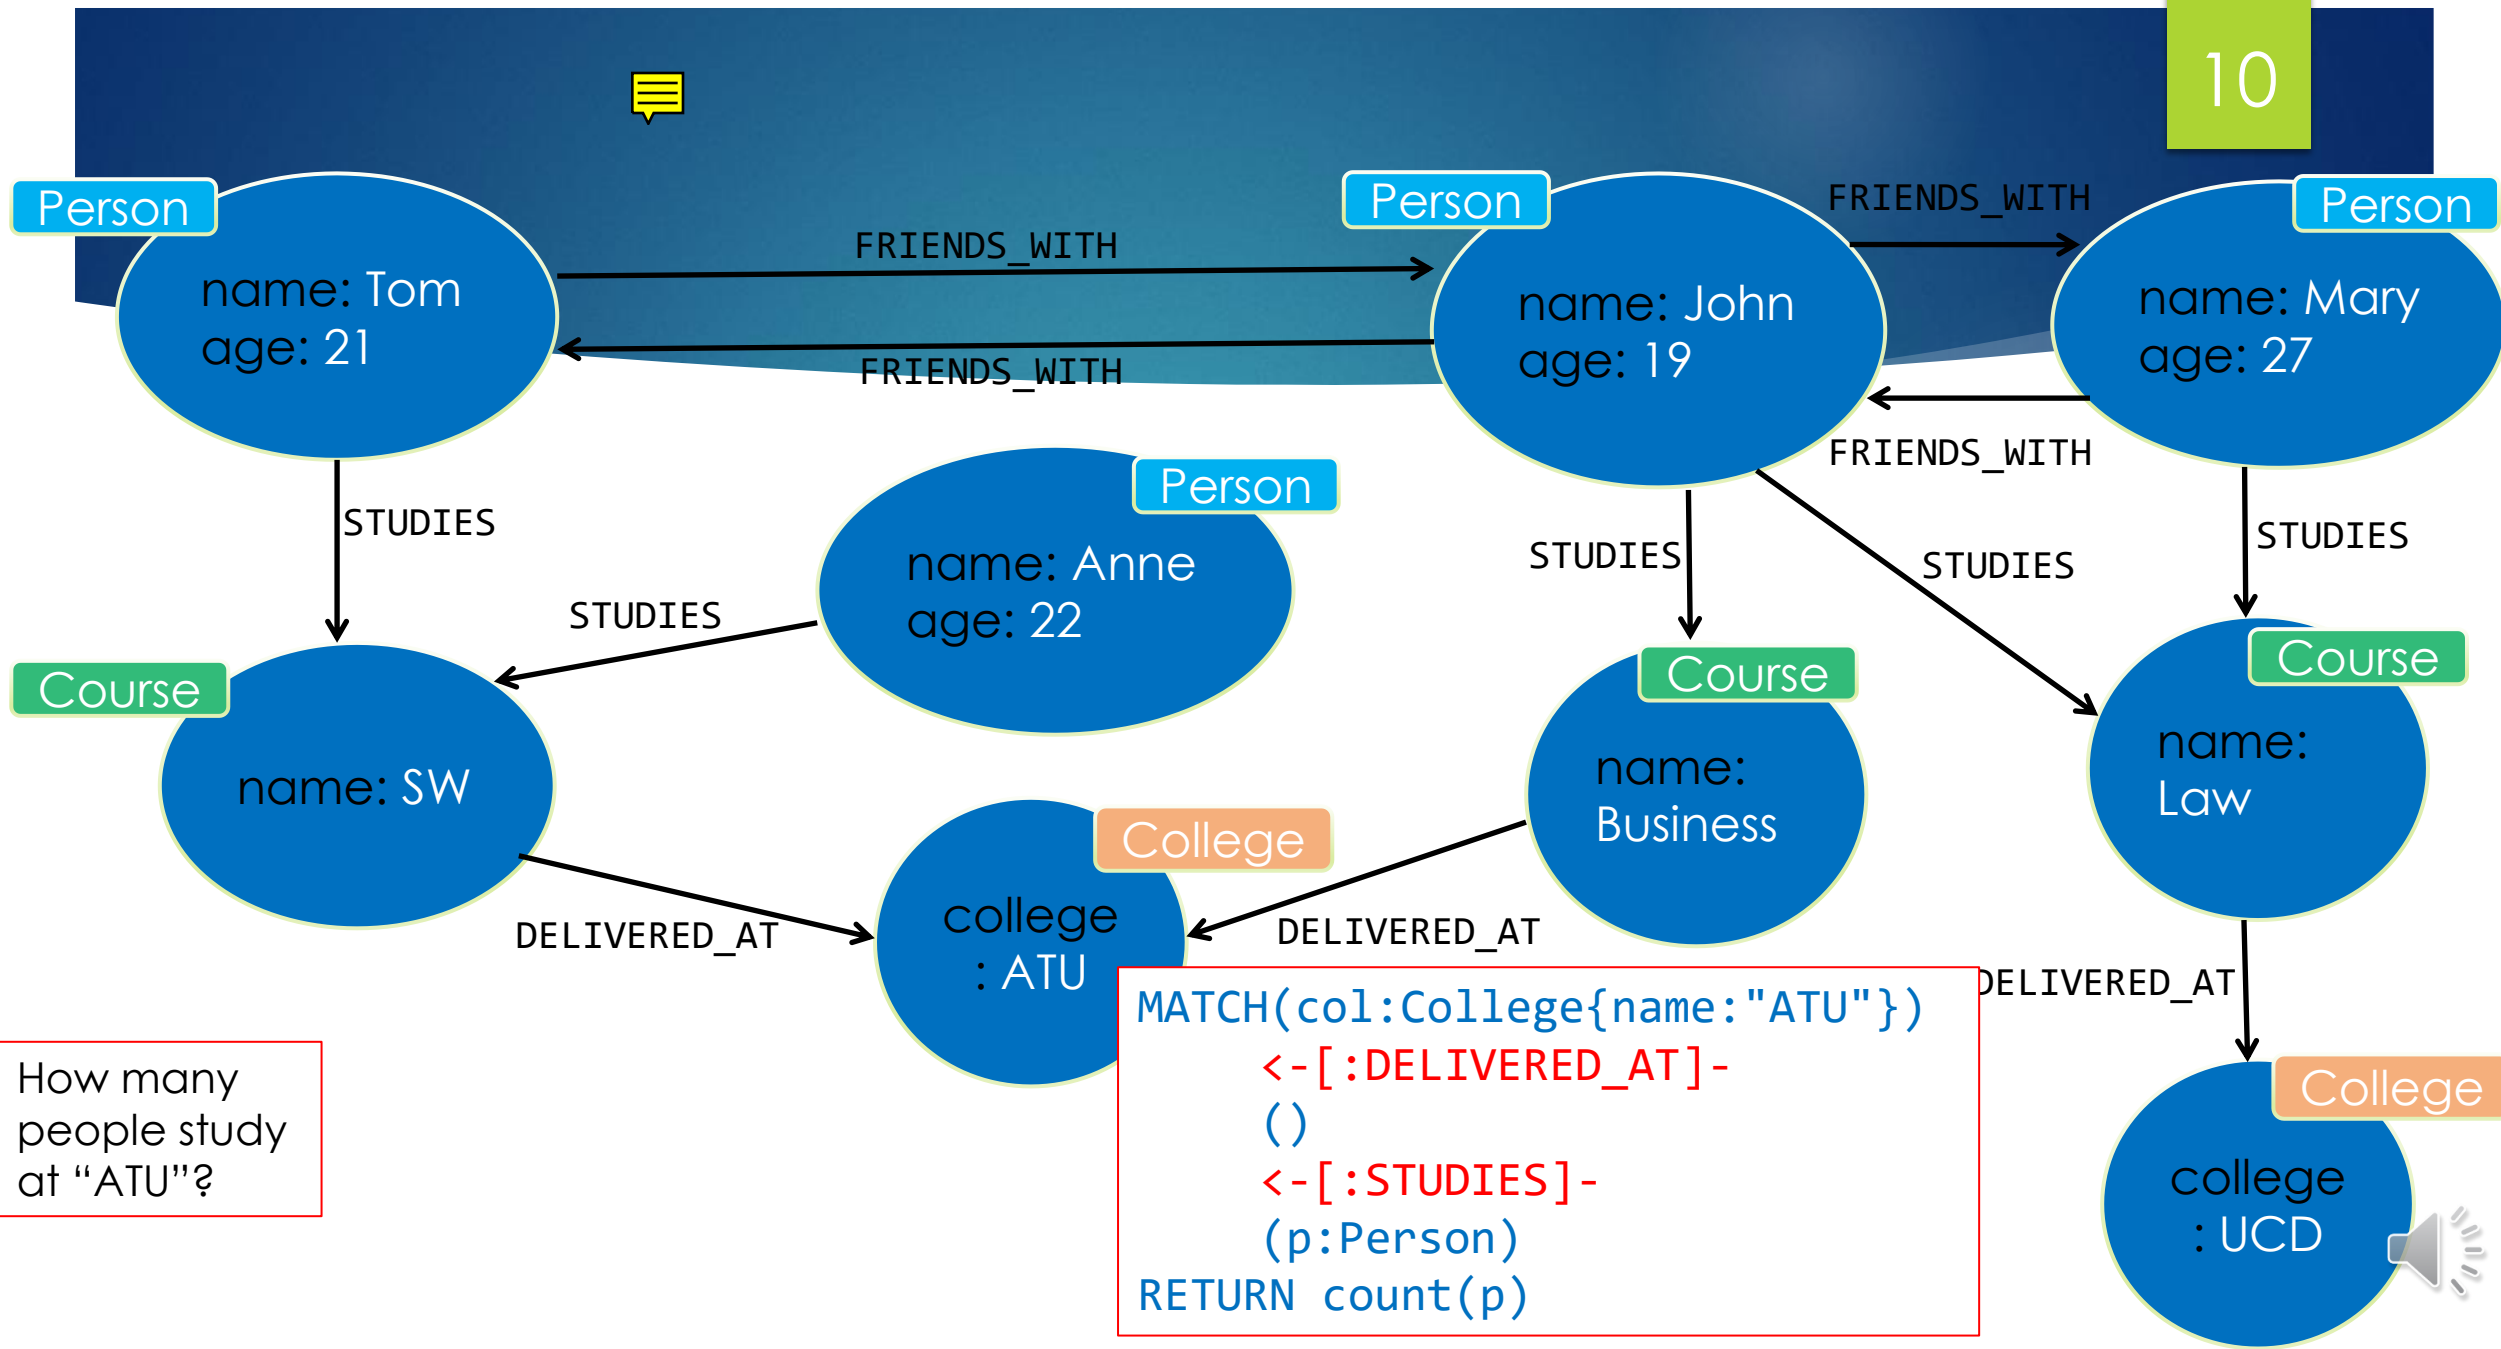 10
Person
name: Tom
age: 21
FRIENDS_WITH
FRIENDS_WITH
Person
name: John
age: 19
FRIENDS_WITH
FRIENDS_WITH
Person
name: Mary
age: 27
STUDIES
STUDIES
Person
name: Anne
age: 22
STUDIES
STUDIES
STUDIES
Course
name: SW
Course
name:
Business
Course
name:
Law
DELIVERED_AT
College
college
: ATU
DELIVERED_AT
DELIVERED_AT
How many
people study
at “ATU”?
MATCH(col:College{name:"ATU"})
<-[:DELIVERED_AT]-
()
<-[:STUDIES]-
(p:Person)
RETURN count(p)
College
college
: UCD